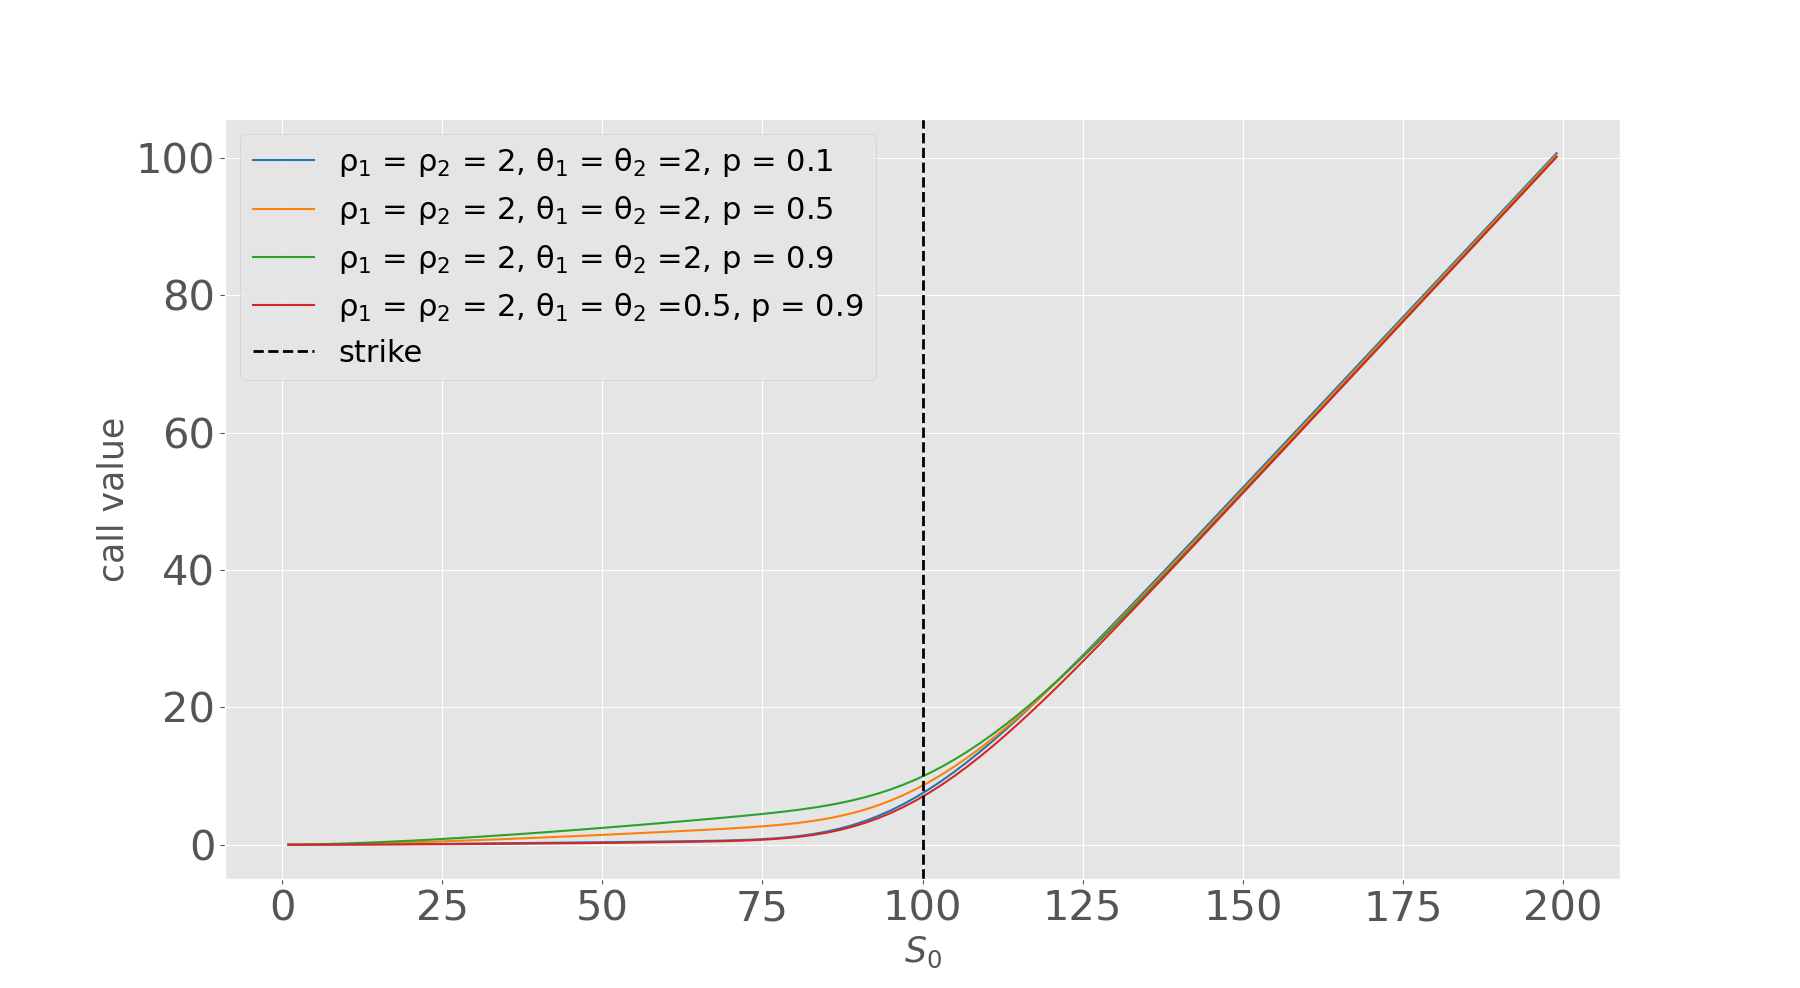 ρ₁ = ρ₂ = 2, θ₁ = θ₂ =2, p = 0.1
ρ₁ = ρ₂ = 2, θ₁ = θ₂ =2, p = 0.5
ρ₁ = ρ₂ = 2, θ₁ = θ₂ =2, p = 0.9
ρ₁ = ρ₂ = 2, θ₁ = θ₂ =0.5, p = 0.9
strike
100
80
60
40
20
0
call value
0 25 50 75 100 125 150 175 200
S₀